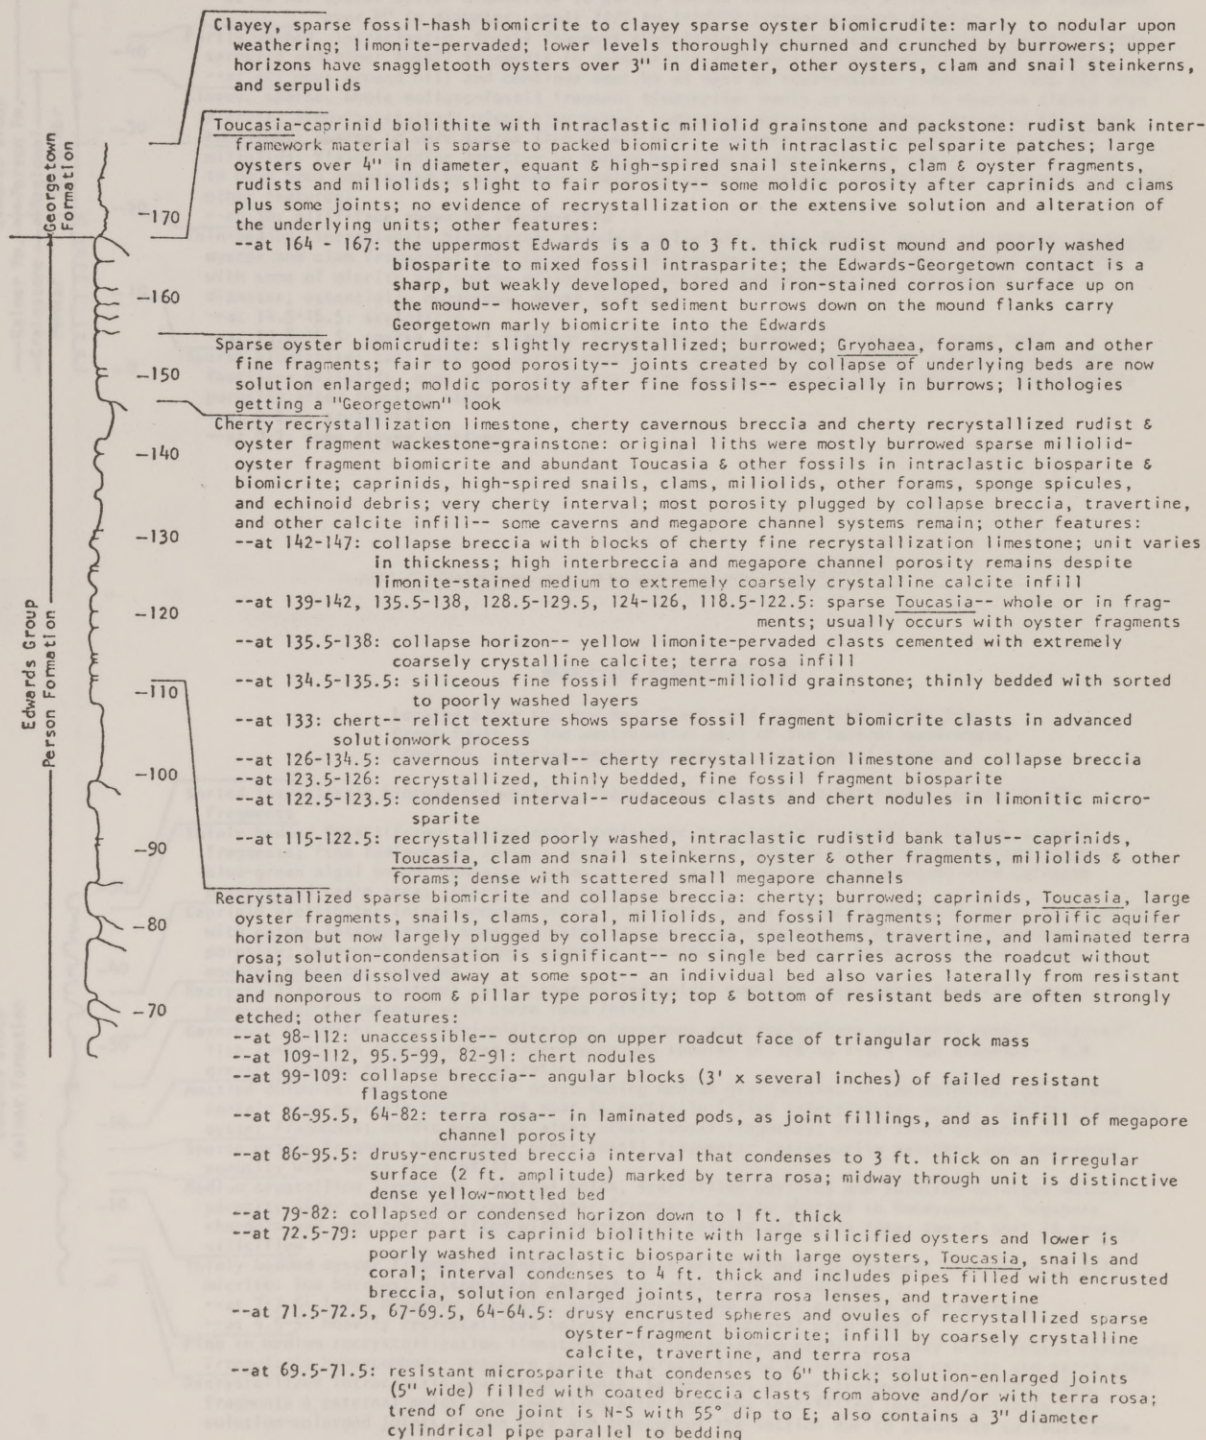 Clayey, sparse fossil-hash biomicrite to clayey sparse oyster biomicrudite: marly to nodular upon
weathering; limonite-pervaded; lower levels thoroughly churned and crunched by burrowers; upper
horizons have snaggletooth oysters over 3" in diameter, other oysters, clam and snail steinkerns,
and serpulids
Toucasia-caprinid biolithite with intraclastic miliolid grainstone and packstone: rudist bank inter-
framework material is sparse to packed biomicrite with intraclastic pelsparite patches; large
oysters over 4" in diameter, equant & high-spired snail steinkerns, clam & oyster fragments,
rudists and miliolids; slight to fair porosity-- some moldic porosity after caprinids and clams
plus some joints; no evidence of recrystallization or the extensive solution and alteration of
the underlying units; other features:
--at 164 - 167: the uppermost Edwards is a 0 to 3 ft. thick rudist mound and poorly washed
biosparite to mixed fossil intrasparite; the Edwards-Georgetown contact is a
sharp, but weakly developed, bored and iron-stained corrosion surface up on
the mound-- however, soft sediment burrows down on the mound flanks carry
Georgetown marly biomicrite into the Edwards
Sparse oyster biomicrudite: slightly recrystallized; burrowed; Gryohaea, forams, clam and other
fine fragments; fair to good porosity-- joints created by collapse of underlying beds are now
solution enlarged; moldic porosity after fine fossils-- especially in burrows; lithologies
getting a "Georgetown" look
Cherty recrystallization limestone, cherty cavernous breccia and cherty recrystallized rudist &
oyster fragment wackestone-grainstone: original liths were mostly burrowed sparse miliolid-
oyster fragment biomicrite and abundant Toucasia & other fossils in intraclastic biosparite &
biomicrite; caprinids, high-spired snails, clams, miliolids, other forams, sponge spicules,
and echinoid debris; very cherty interval; most porosity plugged by collapse breccia, travertine,
and other calcite infili-- some caverns and megapore channel systems remain; other features:
--at 142-147: collapse breccia with blocks of cherty fine recrystallization limestone; unit varies
in thickness; high interbreccia and megapore channel porosity remains despite
limonite-stained medium to extremely coarsely crystalline calcite infill
--at 139-142, 135.5-138, 128.5-129.5, 124-126, 118.5-122.5: sparse Toucasia-- whole or in frag-
ments; usually occurs with oyster fragments
--at 135.5-138: collapse horizon-- yellow limonite-pervaded clasts cemented with extremely
coarsely crystalline calcite; terra rosa infill
--at 134.5-135.5: siliceous fine fossil fragment-miliolid grainstone; thinly bedded with sorted
to poorly washed layers
--at 133: chert-- relict texture shows sparse fossil fragment biomicrite clasts in advanced
solutionwork process
--at 126-134.5: cavernous interval-- cherty recrystallization limestone and collapse breccia
--at 123.5-126: recrystallized, thinly bedded, fine fossil fragment biosparite
--at 122.5-123.5: condensed interval-- rudaceous clasts and chert nodules in limonitic micro-
sparite
--at 115-122.5: recrystallized poorly washed, intraclastic rudistid bank talus-- caprinids,
Toucasia, clam and snail steinkerns, oyster & other fragments, miliolids & other
forams; dense with scattered small megapore channels
Recrystallized sparse biomicrite and collapse breccia: cherty; burrowed; caprinids, Toucasia, large
oyster fragments, snails, clams, coral, miliolids, and fossil fragments; former prolific aquifer
horizon but now largely plugged by collapse breccia, speleothems, travertine, and laminated terra
rosa; solution-condensation is significant-- no single bed carries across the roadcut without
having been dissolved away at some spot-- an individual bed also varies laterally from resistant
and nonporous to room & pillar type porosity; top & bottom of resistant beds are often strongly
etched; other features:
--at 98-112: unaccessible-- outcrop on upper roadcut face of triangular rock mass
--at 109-112, 95.5-99, 82-91: chert nodules
--at 99-109: collapse breccia-- angular blocks (3' x several inches) of failed resistant
flagstone
--at 86-95.5, 64-82: terra rosa-- in laminated pods, as joint fillings, and as infill of megapore
channel porosity
--at 86-95.5: drusy-encrusted breccia interval that condenses to 3 ft. thick on an irregular
surface (2 ft. amplitude) marked by terra rosa; midway through unit is distinctive
dense yellow-mottled bed
--at 79-82: collapsed or condensed horizon down to 1 ft. thick
--at 72.5-79: upper part is caprinid biolithite with large silicified oysters and lower is
poorly washed intraclastic biosparite with large oysters, Toucasia, snails and
coral; interval condenses to 4 ft. thick and includes pipes filled with encrusted
breccia, solution enlarged joints, terra rosa lenses, and travertine
--at 71.5-72.5, 67-69.5, 64-64.5: drusy encrusted spheres and ovules of recrystallized sparse
oyster-fragment biomicrite; infill by coarsely crystalline
calcite, travertine, and terra rosa
--at 69.5-71.5: resistant microsparite that condenses to 6" thick; solution-enlarged joints
(5" wide) filled with coated breccia clasts from above and/or with terra rosa;
trend of one joint is N-S with 55° dip to E; also contains a 3" diameter
cylindrical pipe parallel to bedding
Georgetown
Formation
Edwards Group
Person Formation
-170
-160
-150
-140
-130
-120
-110
-100
-90
-80
-70